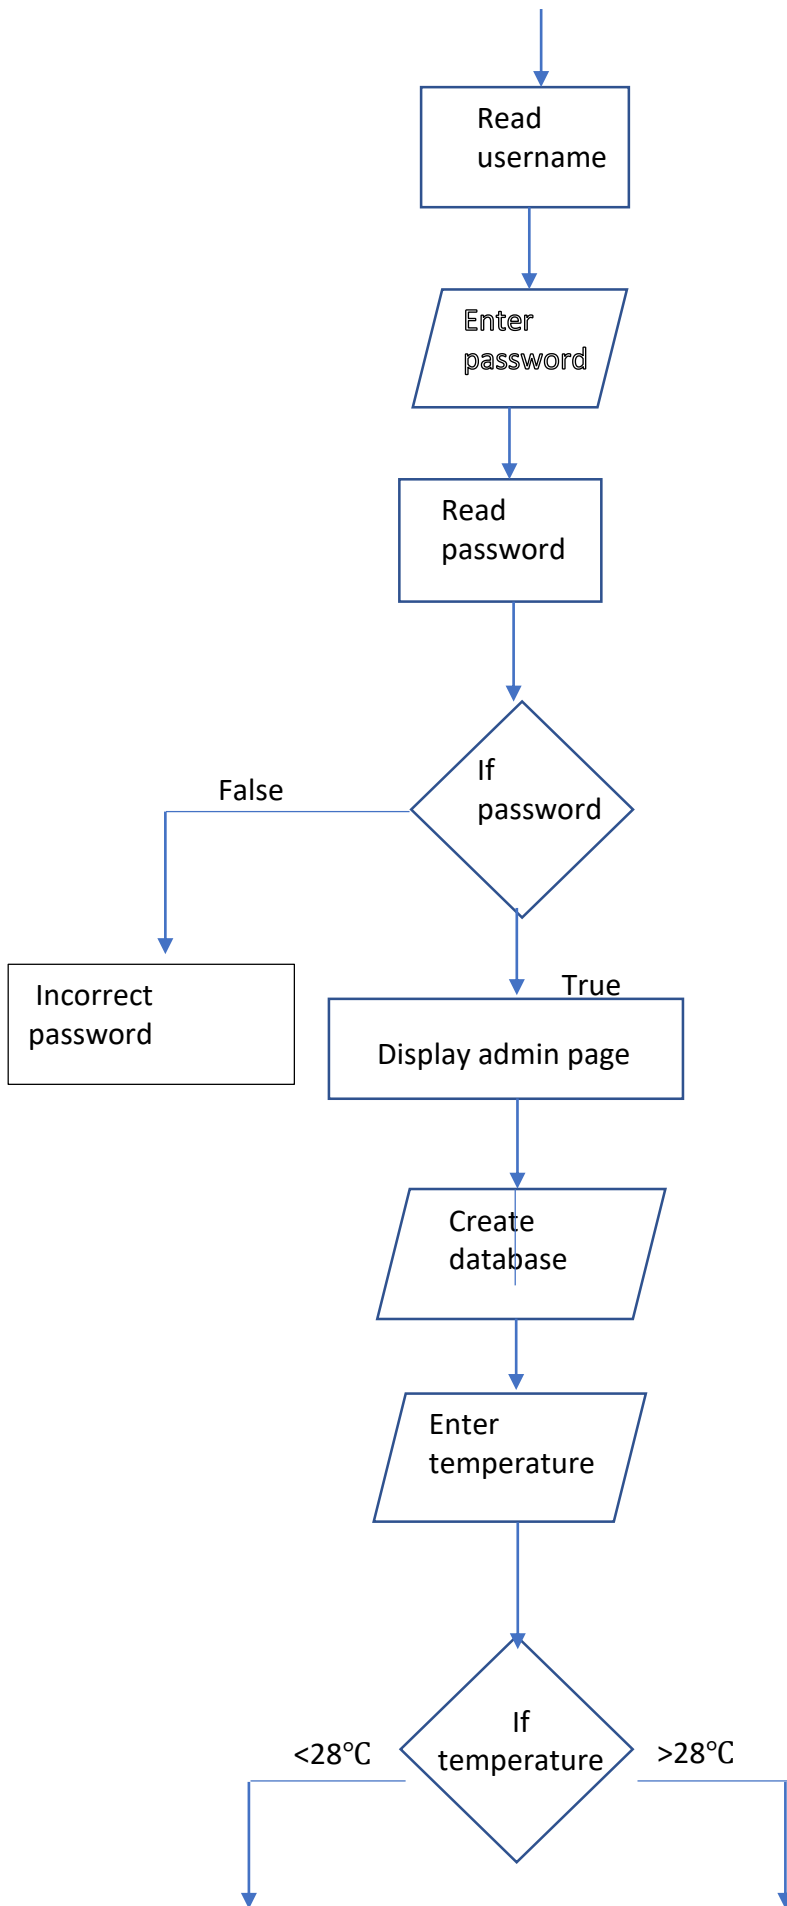 Read
username
Enter
password
Read
password
If
password
False
True
Incorrect
password
Display admin page
Create
database
Enter
temperature
If
temperature
<28℃
>28℃